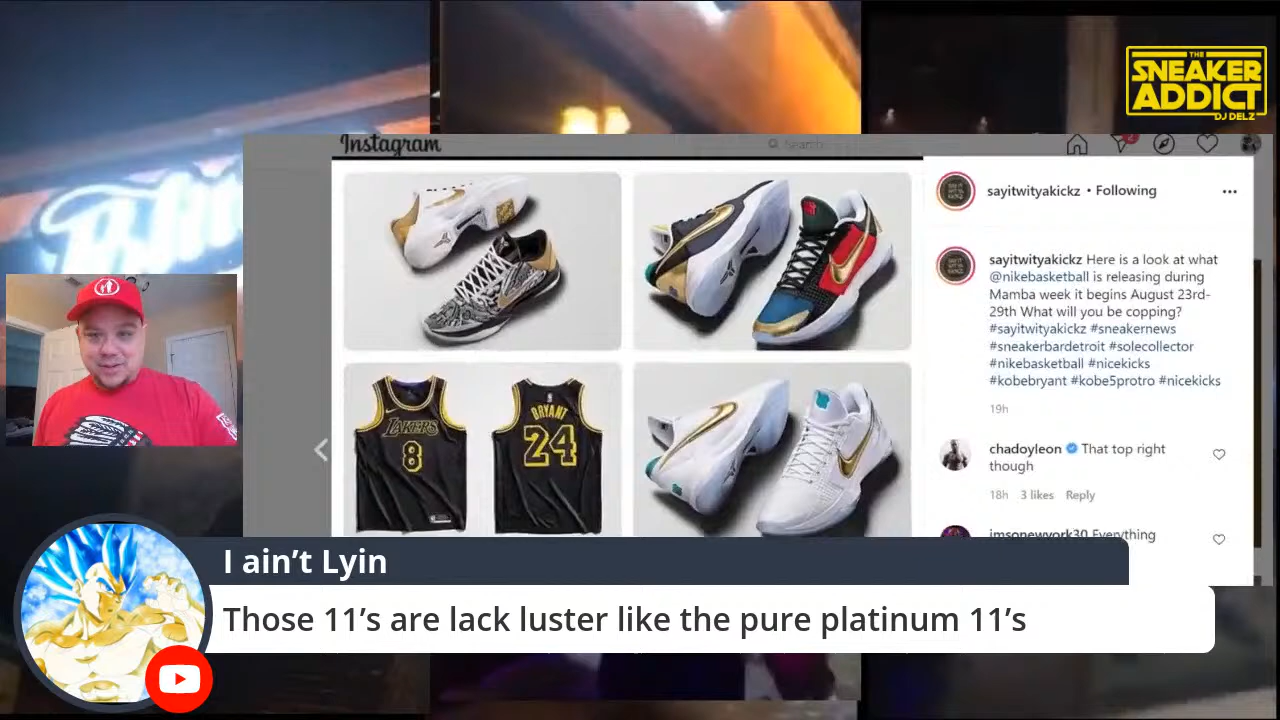 THE
SNEAKER
ADDICT
DJ DELZ
Instagram
Search
sayitwityakickz • Following
sayitwityakickz Here is a look at what
@nikebasketball is releasing during
Mamba week it begins August 23rd-
29th What will you be copping?
#sayitwityakickz #sneakernews
#sneakerbardetroit #solecollector
#nikebasketball #nicekicks
#kobebryant #kobe5protro #nicekicks
19h
chadoyleon That top right
though
18h 3 likes Reply
imsonewyork30 Everything
LAKERS
8
BRYANT
24
I ain’t Lyin
Those 11’s are lack luster like the pure platinum 11’s